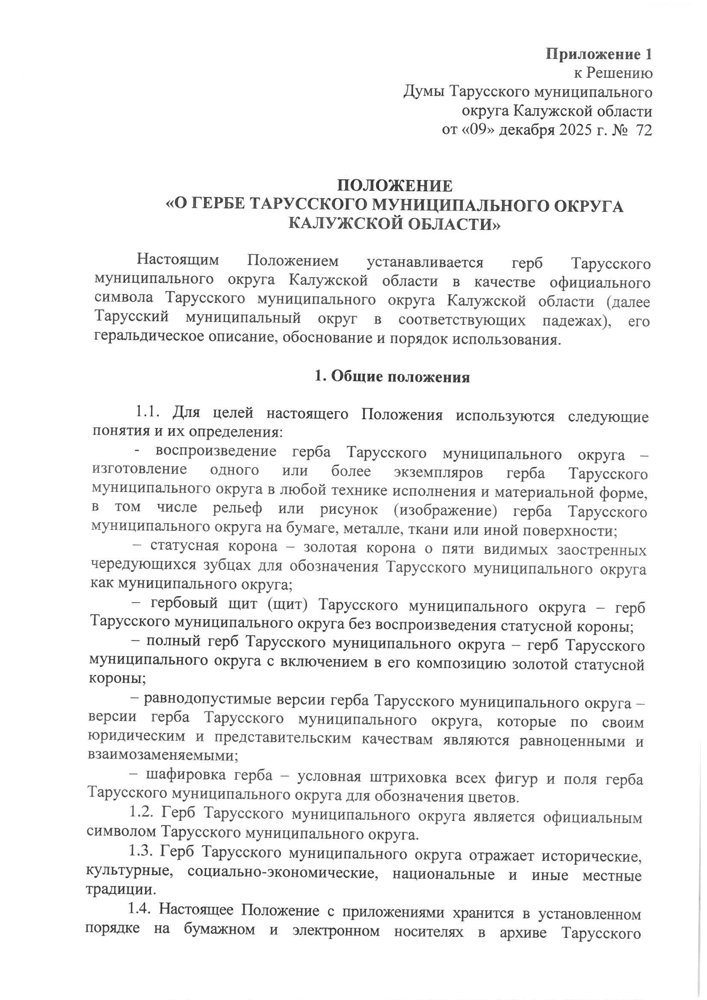 Приложение 1
к Решению
Думы Тарусского муниципального
округа Калужской области
от «09» декабря 2025 г. № 72
ПОЛОЖЕНИЕ
«О ГЕРБЕ ТАРУССКОГО МУНИЦИПАЛЬНОГО ОКРУГА
КАЛУЖСКОЙ ОБЛАСТИ»
Настоящим Положением устанавливается герб Тарусского
муниципального округа Калужской области в качестве официального
символа Тарусского муниципального округа Калужской области (далее
Тарусский муниципальный округ в соответствующих падежах), его
геральдическое описание, обоснование и порядок использования.
1. Общие положения
1.1. Для целей настоящего Положения используются следующие
понятия и их определения:
- воспроизведение герба Тарусского муниципального округа –
изготовление одного или более экземпляров герба Тарусского
муниципального округа в любой технике исполнения и материальной форме,
в том числе рельеф или рисунок (изображение) герба Тарусского
муниципального округа на бумаге, металле, ткани или иной поверхности;
– статусная корона – золотая корона о пяти видимых заостренных
чередующихся зубцах для обозначения Тарусского муниципального округа
как муниципального округа;
– гербовый щит (щит) Тарусского муниципального округа – герб
Тарусского муниципального округа без воспроизведения статусной короны;
– полный герб Тарусского муниципального округа – герб Тарусского
муниципального округа с включением в его композицию золотой статусной
короны;
– равнодопустимые версии герба Тарусского муниципального округа –
версии герба Тарусского муниципального округа, которые по своим
юридическим и представительским качествам являются равноценными и
взаимозаменяемыми;
– шафировка герба – условная штриховка всех фигур и поля герба
Тарусского муниципального округа для обозначения цветов.
1.2. Герб Тарусского муниципального округа является официальным
символом Тарусского муниципального округа.
1.3. Герб Тарусского муниципального округа отражает исторические,
культурные, социально-экономические, национальные и иные местные
традиции.
1.4. Настоящее Положение с приложениями хранится в установленном
порядке на бумажном и электронном носителях в архиве Тарусского